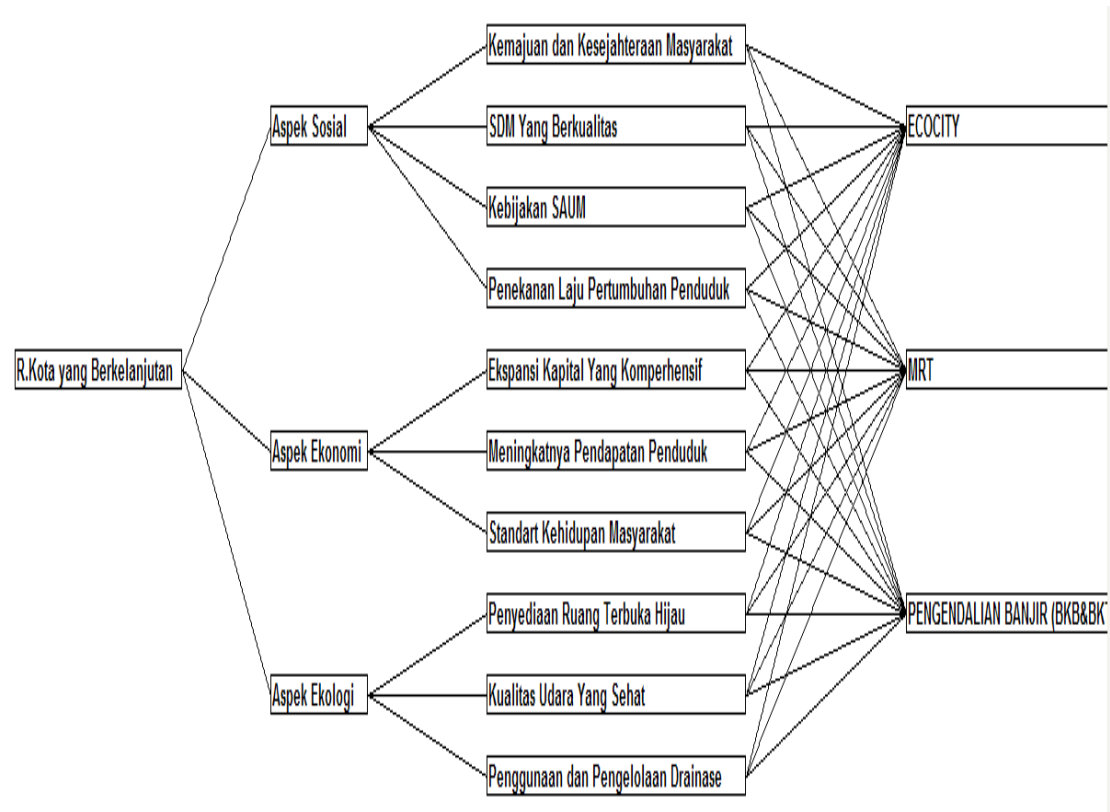 Kemajuan dan Kesejahteraan Masyarakat
Aspek Sosial
SDM Yang Berkualitas
ECOCITY
Kebijakan SAUM
Penekanan Laju Pertumbuhan Penduduk
R.Kota yang Berkelanjutan
Ekspansi Kapital Yang Komperhensif
MRT
Aspek Ekonomi
Meningkatnya Pendapatan Penduduk
Standart Kehidupan Masyarakat
Penyediaan Ruang Terbuka Hijau
PENGENDALIAN BANJIR (BKB&BK
Aspek Ekologi
Kualitas Udara Yang Sehat
Penggunaan dan Pengelolaan Drainase